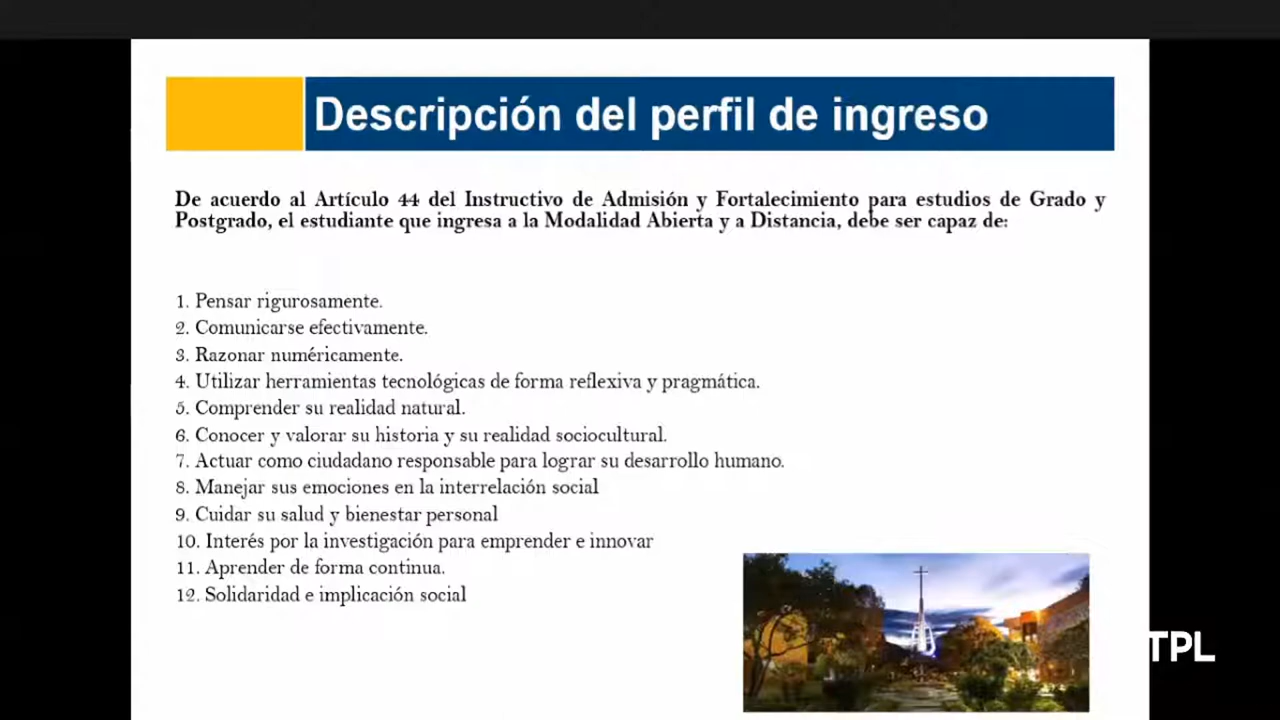 Descripción del perfil de ingreso
De acuerdo al Artículo 44 del Instructivo de Admisión y Fortalecimiento para estudios de Grado y
Postgrado, el estudiante que ingresa a la Modalidad Abierta y a Distancia, debe ser capaz de:
1. Pensar rigurosamente.
2. Comunicarse efectivamente.
3. Razonar numéricamente.
4. Utilizar herramientas tecnológicas de forma reflexiva y pragmática.
5. Comprender su realidad natural.
6. Conocer y valorar su historia y su realidad sociocultural.
7. Actuar como ciudadano responsable para lograr su desarrollo humano.
8. Manejar sus emociones en la interrelación social
9. Cuidar su salud y bienestar personal
10. Interés por la investigación para emprender e innovar
11. Aprender de forma continua.
12. Solidaridad e implicación social
TPL